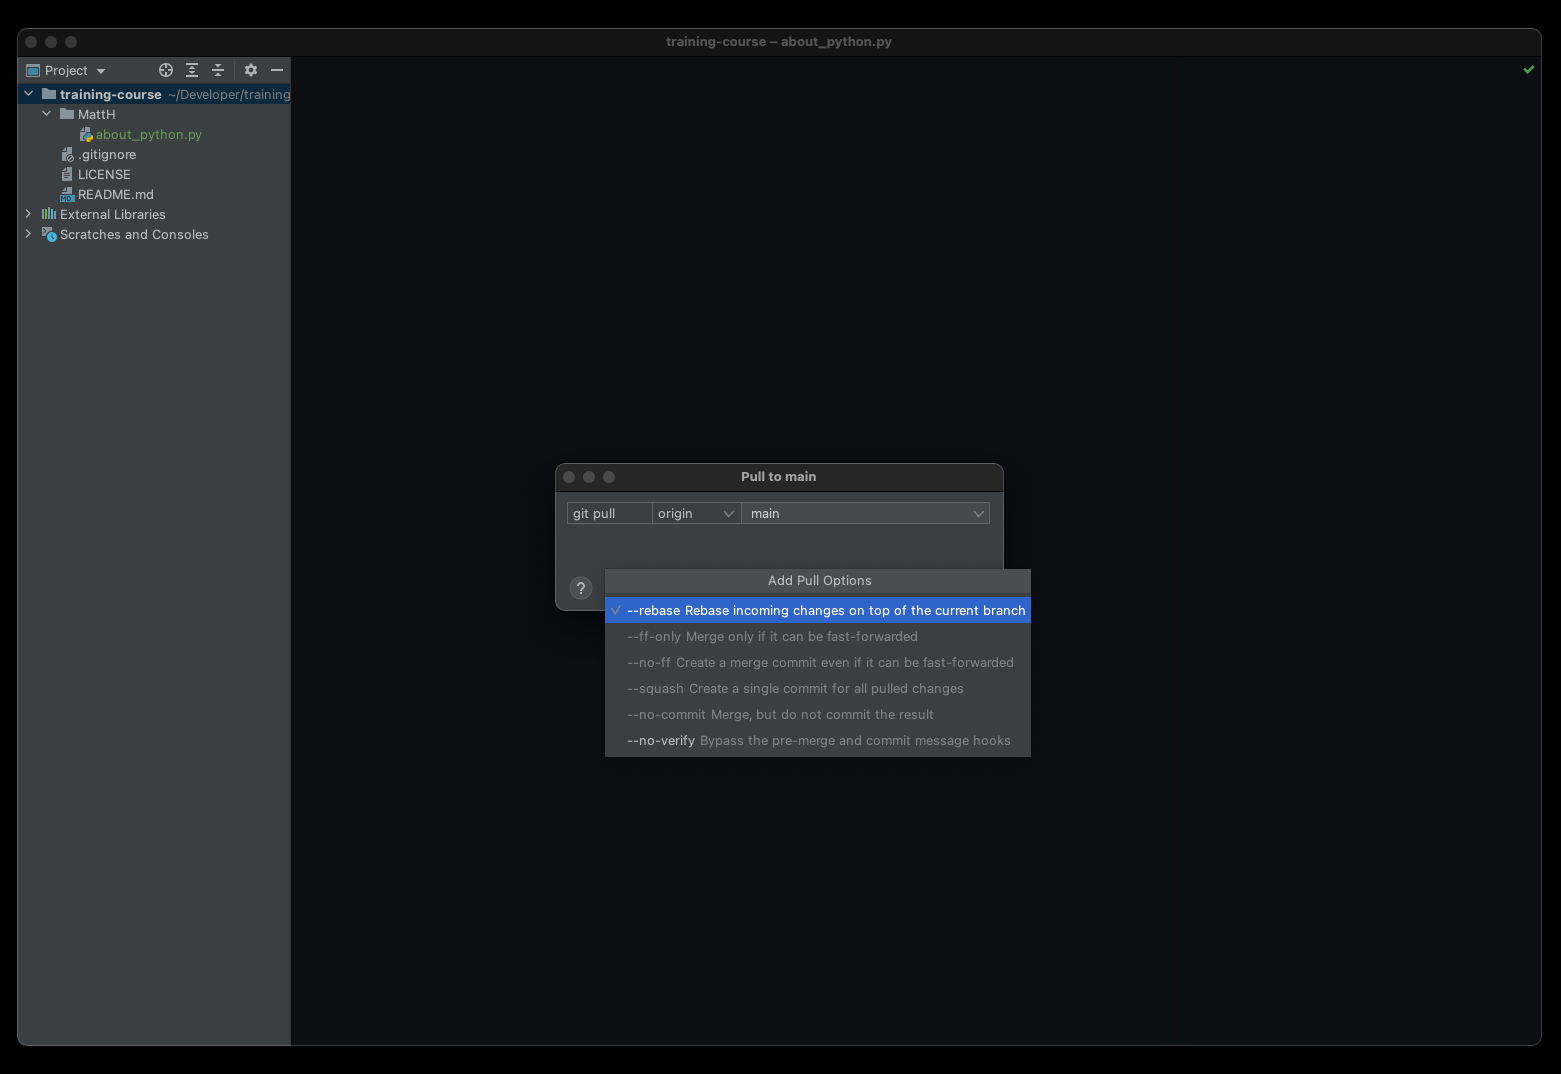 training-course – about_python.py
Project
training-course ~/Developer/training
MattH
about_python.py
.gitignore
LICENSE
MD README.md
External Libraries
Scratches and Consoles
Pull to main
git pull origin main
?
Add Pull Options
--rebase Rebase incoming changes on top of the current branch
--ff-only Merge only if it can be fast-forwarded
--no-ff Create a merge commit even if it can be fast-forwarded
--squash Create a single commit for all pulled changes
--no-commit Merge, but do not commit the result
--no-verify Bypass the pre-merge and commit message hooks